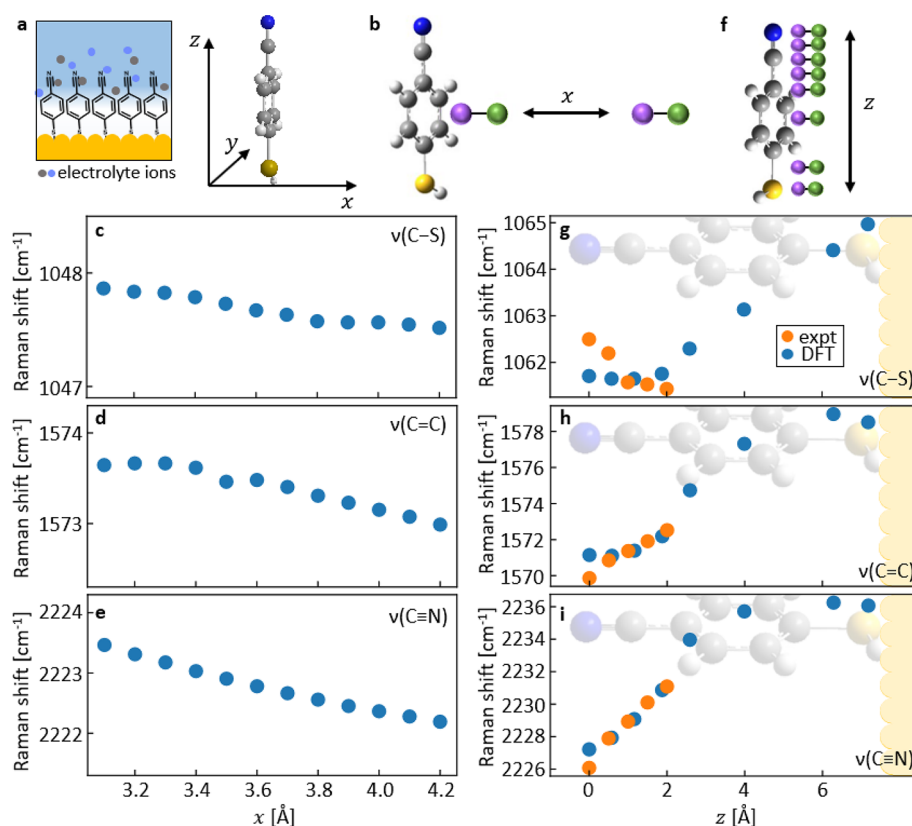 a
b
f
z
y
x
x
z
N N N N N
S S S S S
electrolyte ions
c
ν(C−S)
Raman shift [cm⁻¹]
1048
1047
d
ν(C=C)
Raman shift [cm⁻¹]
1574
1573
e
ν(C≡N)
Raman shift [cm⁻¹]
2224
2223
2222
3.2 3.4 3.6 3.8 4.0 4.2
x [Å]
g
Raman shift [cm⁻¹]
1065
1064
1063
1062
expt
DFT
ν(C−S)
h
Raman shift [cm⁻¹]
1578
1576
1574
1572
1570
ν(C=C)
i
Raman shift [cm⁻¹]
2236
2234
2232
2230
2228
2226
ν(C≡N)
0 2 4 6
z [Å]